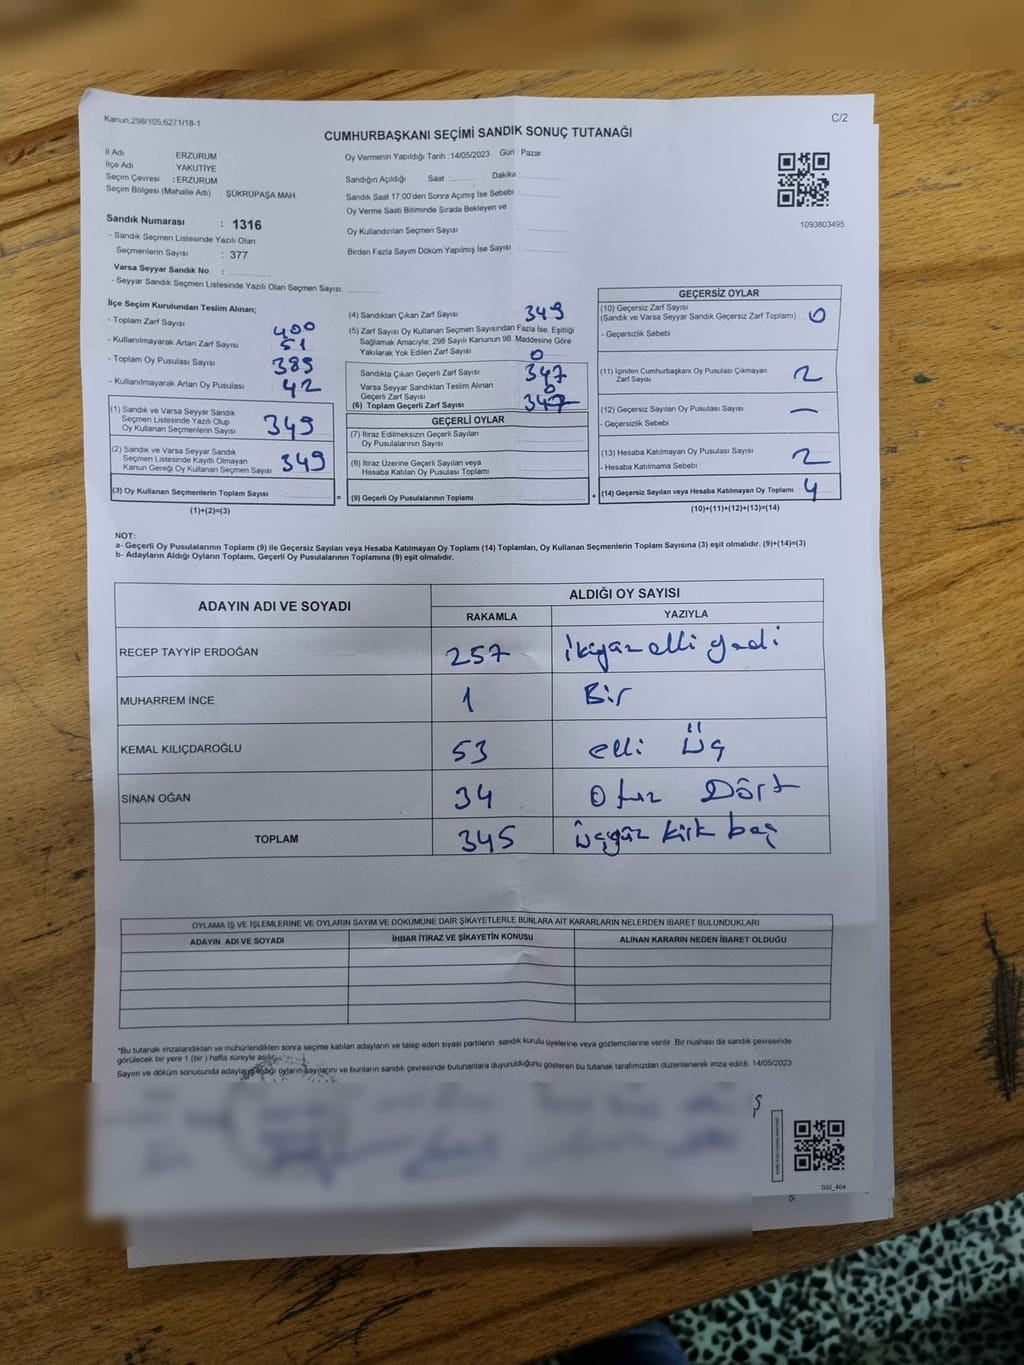 Kanun;298/105;6271/18-1
C/2
CUMHURBAŞKANI SEÇİMİ SANDIK SONUÇ TUTANAĞI
İl Adı : ERZURUM
İlçe Adı : YAKUTİYE
Seçim Çevresi : ERZURUM
Seçim Bölgesi (Mahalle Adı) : ŞÜKRÜPAŞA MAH.
Oy Vermenin Yapıldığı Tarih :14/05/2023 Gün : Pazar
Sandığın Açıldığı Saat : Dakika :
Sandık Saat 17:00'den Sonra Açımış İse Sebebi :
Oy Verme Saati Bitiminde Sırada Bekleyen ve
Oy Kullandırılan Seçmen Sayısı :
Birden Fazla Sayım Döküm Yapılmış İse Sayısı :
1093803495
Sandık Numarası : 1316
- Sandık Seçmen Listesinde Yazılı Olan
Seçmenlerin Sayısı : 377
Varsa Seyyar Sandık No :
- Seyyar Sandık Seçmen Listesinde Yazılı Olan Seçmen Sayısı:
İlçe Seçim Kurulundan Teslim Alınan;
- Toplam Zarf Sayısı 400
- Kullanılmayarak Artan Zarf Sayısı 51
- Toplam Oy Pusulası Sayısı 389
- Kullanılmayarak Artan Oy Pusulası 42
(1) Sandık ve Varsa Seyyar Sandık
Seçmen Listesinde Yazılı Olup
Oy Kullanan Seçmenlerin Sayısı 349
(2) Sandık ve Varsa Seyyar Sandık
Seçmen Listesinde Kayıtlı Olmayan
Kanun Gereği Oy Kullanan Seçmen Sayısı 349
(3) Oy Kullanan Seçmenlerin Toplam Sayısı :
(1)+(2)=(3)
(4) Sandıktan Çıkan Zarf Sayısı 349
(5) Zarf Sayısı Oy Kullanan Seçmen Sayısından Fazla İse, Eşitliği
Sağlamak Amacıyla; 298 Sayılı Kanunun 98. Maddesine Göre
Yakılarak Yok Edilen Zarf Sayısı 0
Sandıkta Çıkan Geçerli Zarf Sayısı 347
Varsa Seyyar Sandıktan Teslim Alınan
Geçerli Zarf Sayısı 0
(6) Toplam Geçerli Zarf Sayısı 347
GEÇERLİ OYLAR
(7) İtiraz Edilmeksizin Geçerli Sayılan
Oy Pusulalarının Sayısı :
(8) İtiraz Üzerine Geçerli Sayılan veya
Hesaba Katılan Oy Pusulası Toplamı :
= (9) Geçerli Oy Pusulalarının Toplamı :
GEÇERSİZ OYLAR
(10) Geçersiz Zarf Sayısı
(Sandık ve Varsa Seyyar Sandık Geçersiz Zarf Toplamı) 0
- Geçersizlik Sebebi :
(11) İçinden Cumhurbaşkanı Oy Pusulası Çıkmayan
Zarf Sayısı 2
(12) Geçersiz Sayılan Oy Pusulası Sayısı —
- Geçersizlik Sebebi :
(13) Hesaba Katılmayan Oy Pusulası Sayısı 2
- Hesaba Katılmama Sebebi :
+ (14) Geçersiz Sayılan veya Hesaba Katılmayan Oy Toplamı 4
(10)+(11)+(12)+(13)=(14)
NOT:
a- Geçerli Oy Pusulalarının Toplamı (9) ile Geçersiz Sayılan veya Hesaba Katılmayan Oy Toplamı (14) Toplamları, Oy Kullanan Seçmenlerin Toplam Sayısına (3) eşit olmalıdır. (9)+(14)=(3)
b- Adayların Aldığı Oyların Toplamı, Geçerli Oy Pusulalarının Toplamına (9) eşit olmalıdır.
ADAYIN ADI VE SOYADI ALDIĞI OY SAYISI
RAKAMLA YAZIYLA
RECEP TAYYİP ERDOĞAN 257 ikiyüz elli yedi
MUHARREM İNCE 1 Bir
KEMAL KILIÇDAROĞLU 53 elli üç
SİNAN OĞAN 34 Otuz Dört
TOPLAM 345 üçyüz kırk beş
OYLAMA İŞ VE İŞLEMLERİNE VE OYLARIN SAYIM VE DÖKÜMÜNE DAİR ŞİKAYETLERLE BUNLARA AİT KARARLARIN NELERDEN İBARET BULUNDUKLARI
ADAYIN ADI VE SOYADI İHBAR İTİRAZ VE ŞİKAYETİN KONUSU ALINAN KARARIN NEDEN İBARET OLDUĞU
*Bu tutanak imzalandıktan ve mühürlendikten sonra seçime katılan adayların ve talep eden siyasi partilerin sandık kurulu üyelerine veya gözlemcilerine verilir. Bir nüshası da sandık çevresinde
görülecek bir yere 1 (bir) hafta süreyle asılır.
Sayım ve döküm sonucunda adayların aldığı oyların sayılarını ve bunların sandık çevresinde bulunanlara duyurulduğunu gösteren bu tutanak tarafımızdan düzenlenerek imza edildi. 14/05/2023
SSI_404